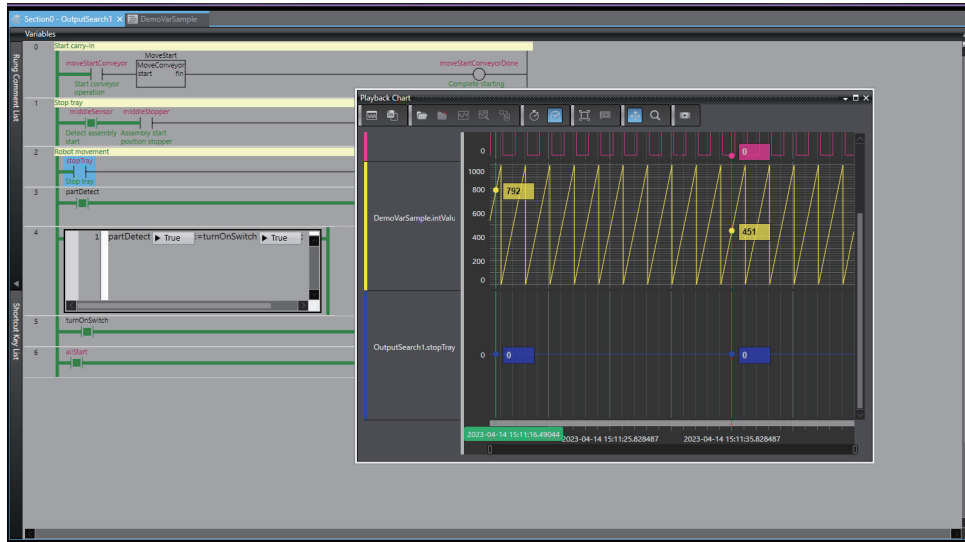 Section0 - OutputSearch1 ×
DemoVarSample
Variables
Rung Comment List
Shortcut Key List
0
Start carry-in
moveStartConveyor
MoveStart
MoveConveyor
start fin
moveStartConveyorDone
Start conveyor
operation
Complete starting
1
Stop tray
middleSensor middleStopper
Detect assembly Assembly start
start position stopper
2
Robot movement
stopTray
Stop tray
3
partDetect
4
1 partDetect ▶ True :=turnOnSwitch ▶ True ;
5
turnOnSwitch
6
allStart
Playback Chart
0
0
1000
800
600
400
200
0
792
451
DemoVarSample.intValu
OutputSearch1.stopTray
0
0
0
2023-04-14 15:11:16.49044
2023-04-14 15:11:25.828487
2023-04-14 15:11:35.828487